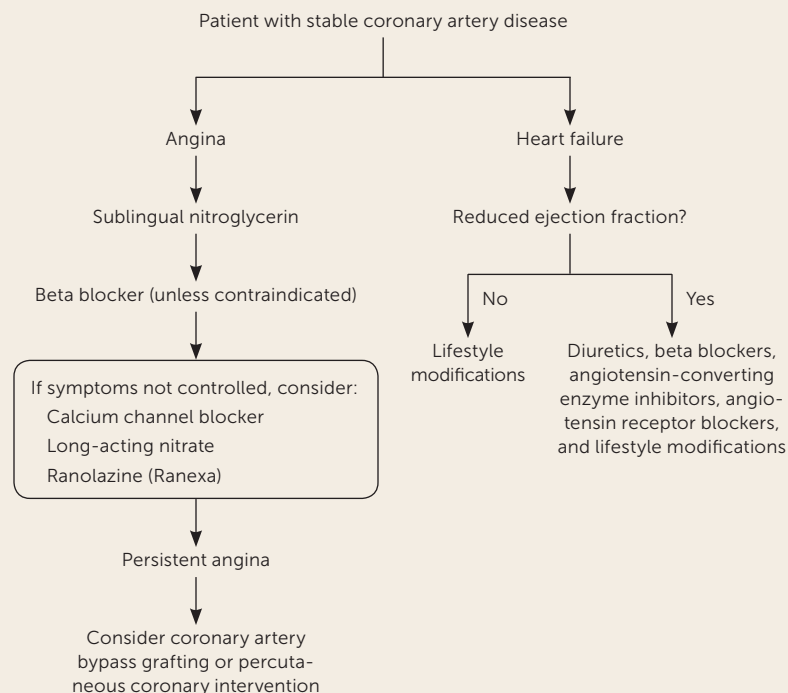 Patient with stable coronary artery disease
Angina
Heart failure
Sublingual nitroglycerin
Reduced ejection fraction?
Beta blocker (unless contraindicated)
No
Yes
If symptoms not controlled, consider:
Calcium channel blocker
Long-acting nitrate
Ranolazine (Ranexa)
Lifestyle
modifications
Diuretics, beta blockers,
angiotensin-converting
enzyme inhibitors, angio-
tensin receptor blockers,
and lifestyle modifications
Persistent angina
Consider coronary artery
bypass grafting or percuta-
neous coronary intervention